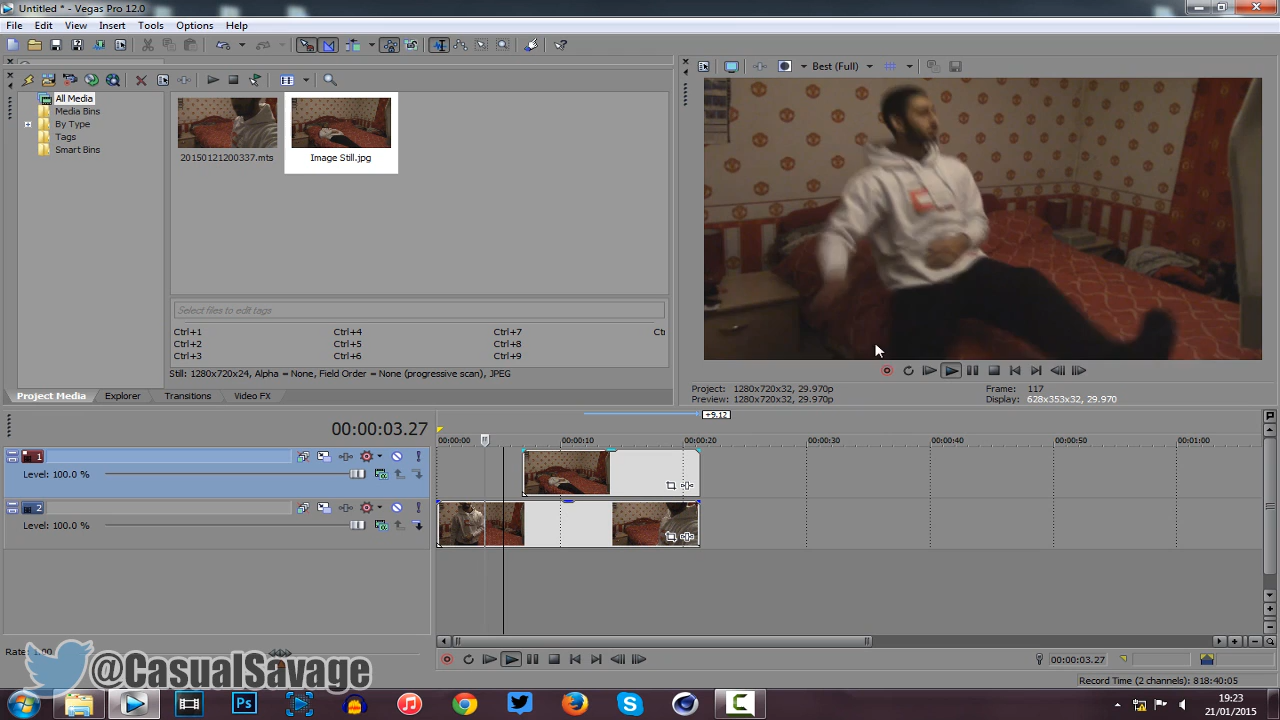 Untitled * - Vegas Pro 12.0
File Edit View Insert Tools Options Help
Best (Full)
All Media
Media Bins
By Type
Tags
Smart Bins
20150121200337.mts
Image Still.jpg
Select files to edit tags
Ctrl+1 Ctrl+4 Ctrl+7
Ctrl+2 Ctrl+5 Ctrl+8
Ctrl+3 Ctrl+6 Ctrl+9
Still: 1280x720x24, Alpha = None, Field Order = None (progressive scan), JPEG
Project Media Explorer Transitions Video FX
Project: 1280x720x32, 29.970p Frame: 117
Preview: 1280x720x32, 29.970p Display: 628x353x32, 29.970
+9.12
00:00:03.27
00:00:00 00:00:10 00:00:20 00:00:30 00:00:40 00:00:50 00:01:00
1
Level: 100.0 %
2
Level: 100.0 %
Rate: 1.00
@CasualSavage
00:00:03.27
Record Time (2 channels): 818:40:05
Ps
19:23
21/01/2015